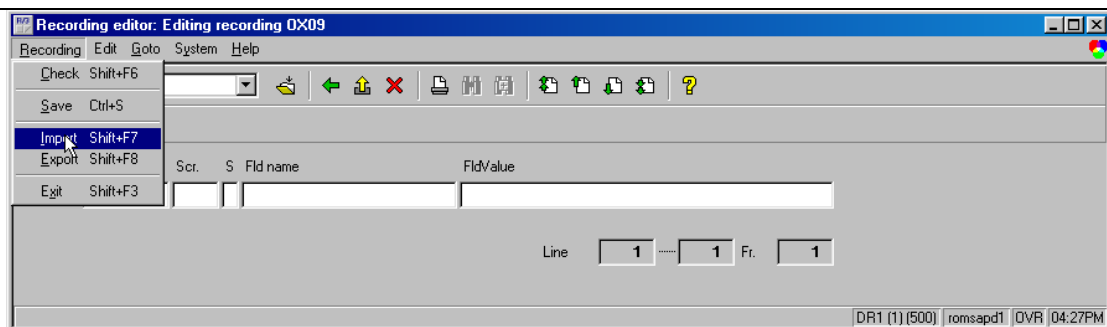 Recording editor: Editing recording OX09
Recording Edit Goto System Help
Check Shift+F6
Save Ctrl+S
Import Shift+F7
Export Shift+F8
Exit Shift+F3
Scr. S Fld name FldValue
Line 1 1 Fr. 1
DR1 (1) (500) romsapd1 OVR 04:27PM